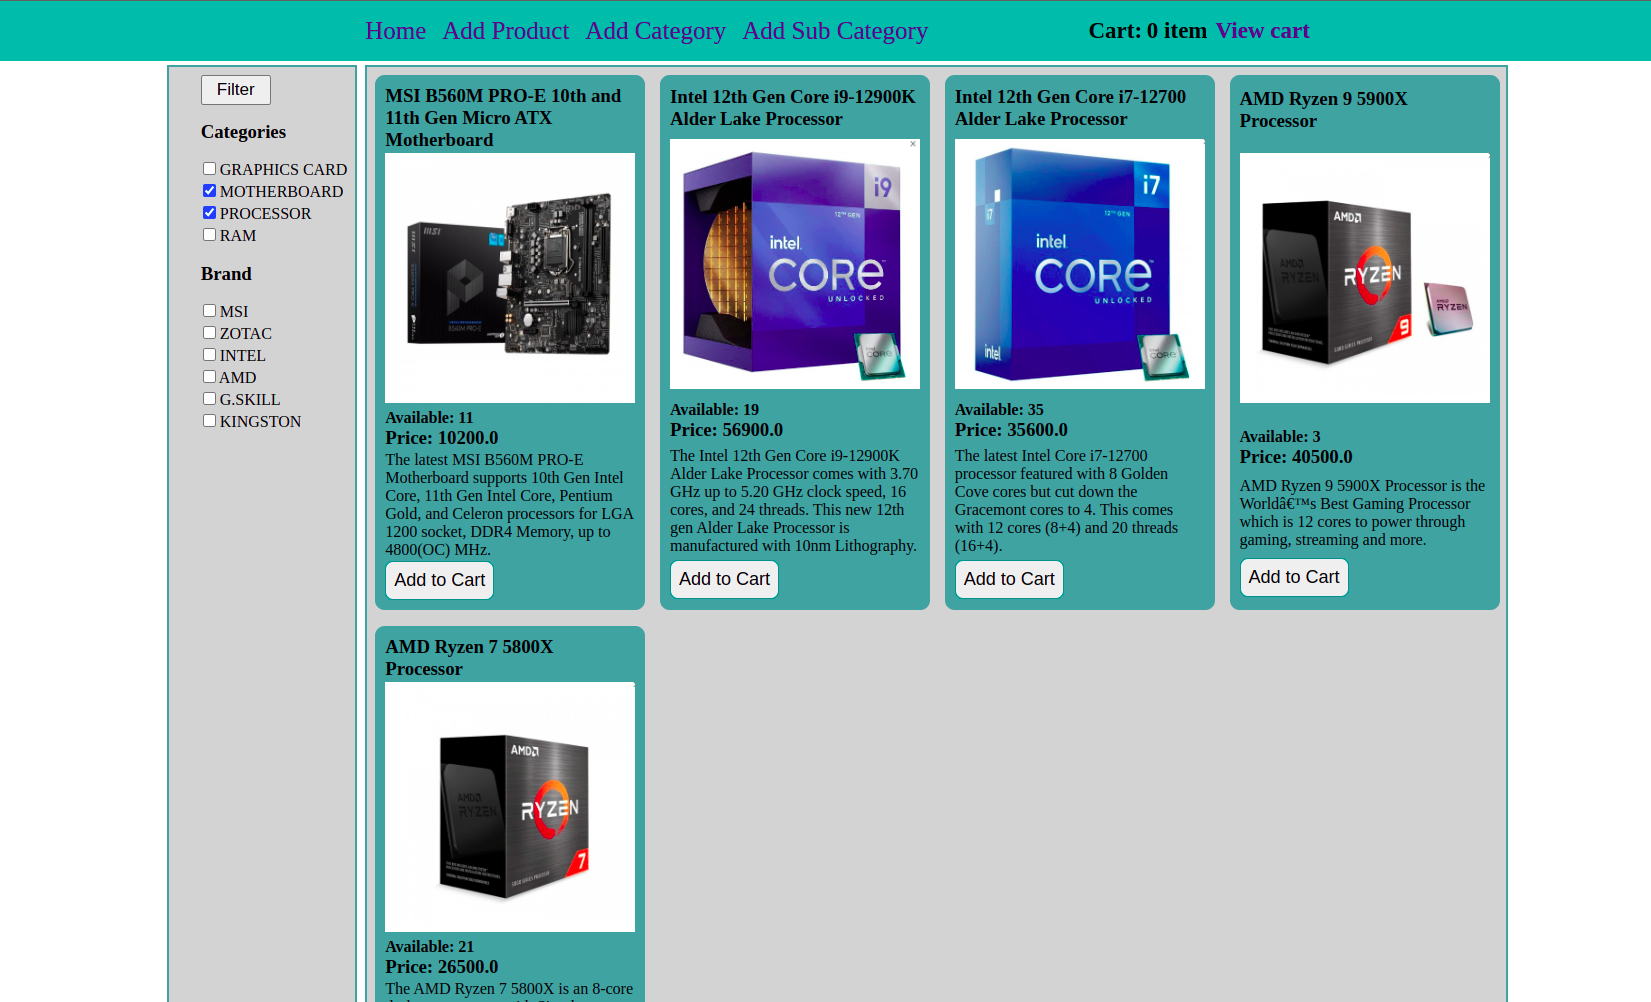 Home Add Product Add Category Add Sub Category Cart: 0 item View cart
Filter
Categories
GRAPHICS CARD
MOTHERBOARD
PROCESSOR
RAM
Brand
MSI
ZOTAC
INTEL
AMD
G.SKILL
KINGSTON
MSI B560M PRO-E 10th and
11th Gen Micro ATX
Motherboard
MSI
B560M PRO-E
Available: 11
Price: 10200.0
The latest MSI B560M PRO-E
Motherboard supports 10th Gen Intel
Core, 11th Gen Intel Core, Pentium
Gold, and Celeron processors for LGA
1200 socket, DDR4 Memory, up to
4800(OC) MHz.
Add to Cart
Intel 12th Gen Core i9-12900K
Alder Lake Processor
i9
12TH GEN
intel.
CORE™
UNLOCKED
CORE
Available: 19
Price: 56900.0
The Intel 12th Gen Core i9-12900K
Alder Lake Processor comes with 3.70
GHz up to 5.20 GHz clock speed, 16
cores, and 24 threads. This new 12th
gen Alder Lake Processor is
manufactured with 10nm Lithography.
Add to Cart
Intel 12th Gen Core i7-12700
Alder Lake Processor
i7
i7
12TH GEN
intel.
CORE™
UNLOCKED
intel
CORE
Available: 35
Price: 35600.0
The latest Intel Core i7-12700
processor featured with 8 Golden
Cove cores but cut down the
Gracemont cores to 4. This comes
with 12 cores (8+4) and 20 threads
(16+4).
Add to Cart
AMD Ryzen 9 5900X
Processor
AMD
AMD
RYZEN
RYZEN
AMD
RYZEN
9
Available: 3
Price: 40500.0
AMD Ryzen 9 5900X Processor is the
Worldâ€™s Best Gaming Processor
which is 12 cores to power through
gaming, streaming and more.
Add to Cart
AMD Ryzen 7 5800X
Processor
AMD
AMD
RYZEN
RYZEN
7
Available: 21
Price: 26500.0
The AMD Ryzen 7 5800X is an 8-core